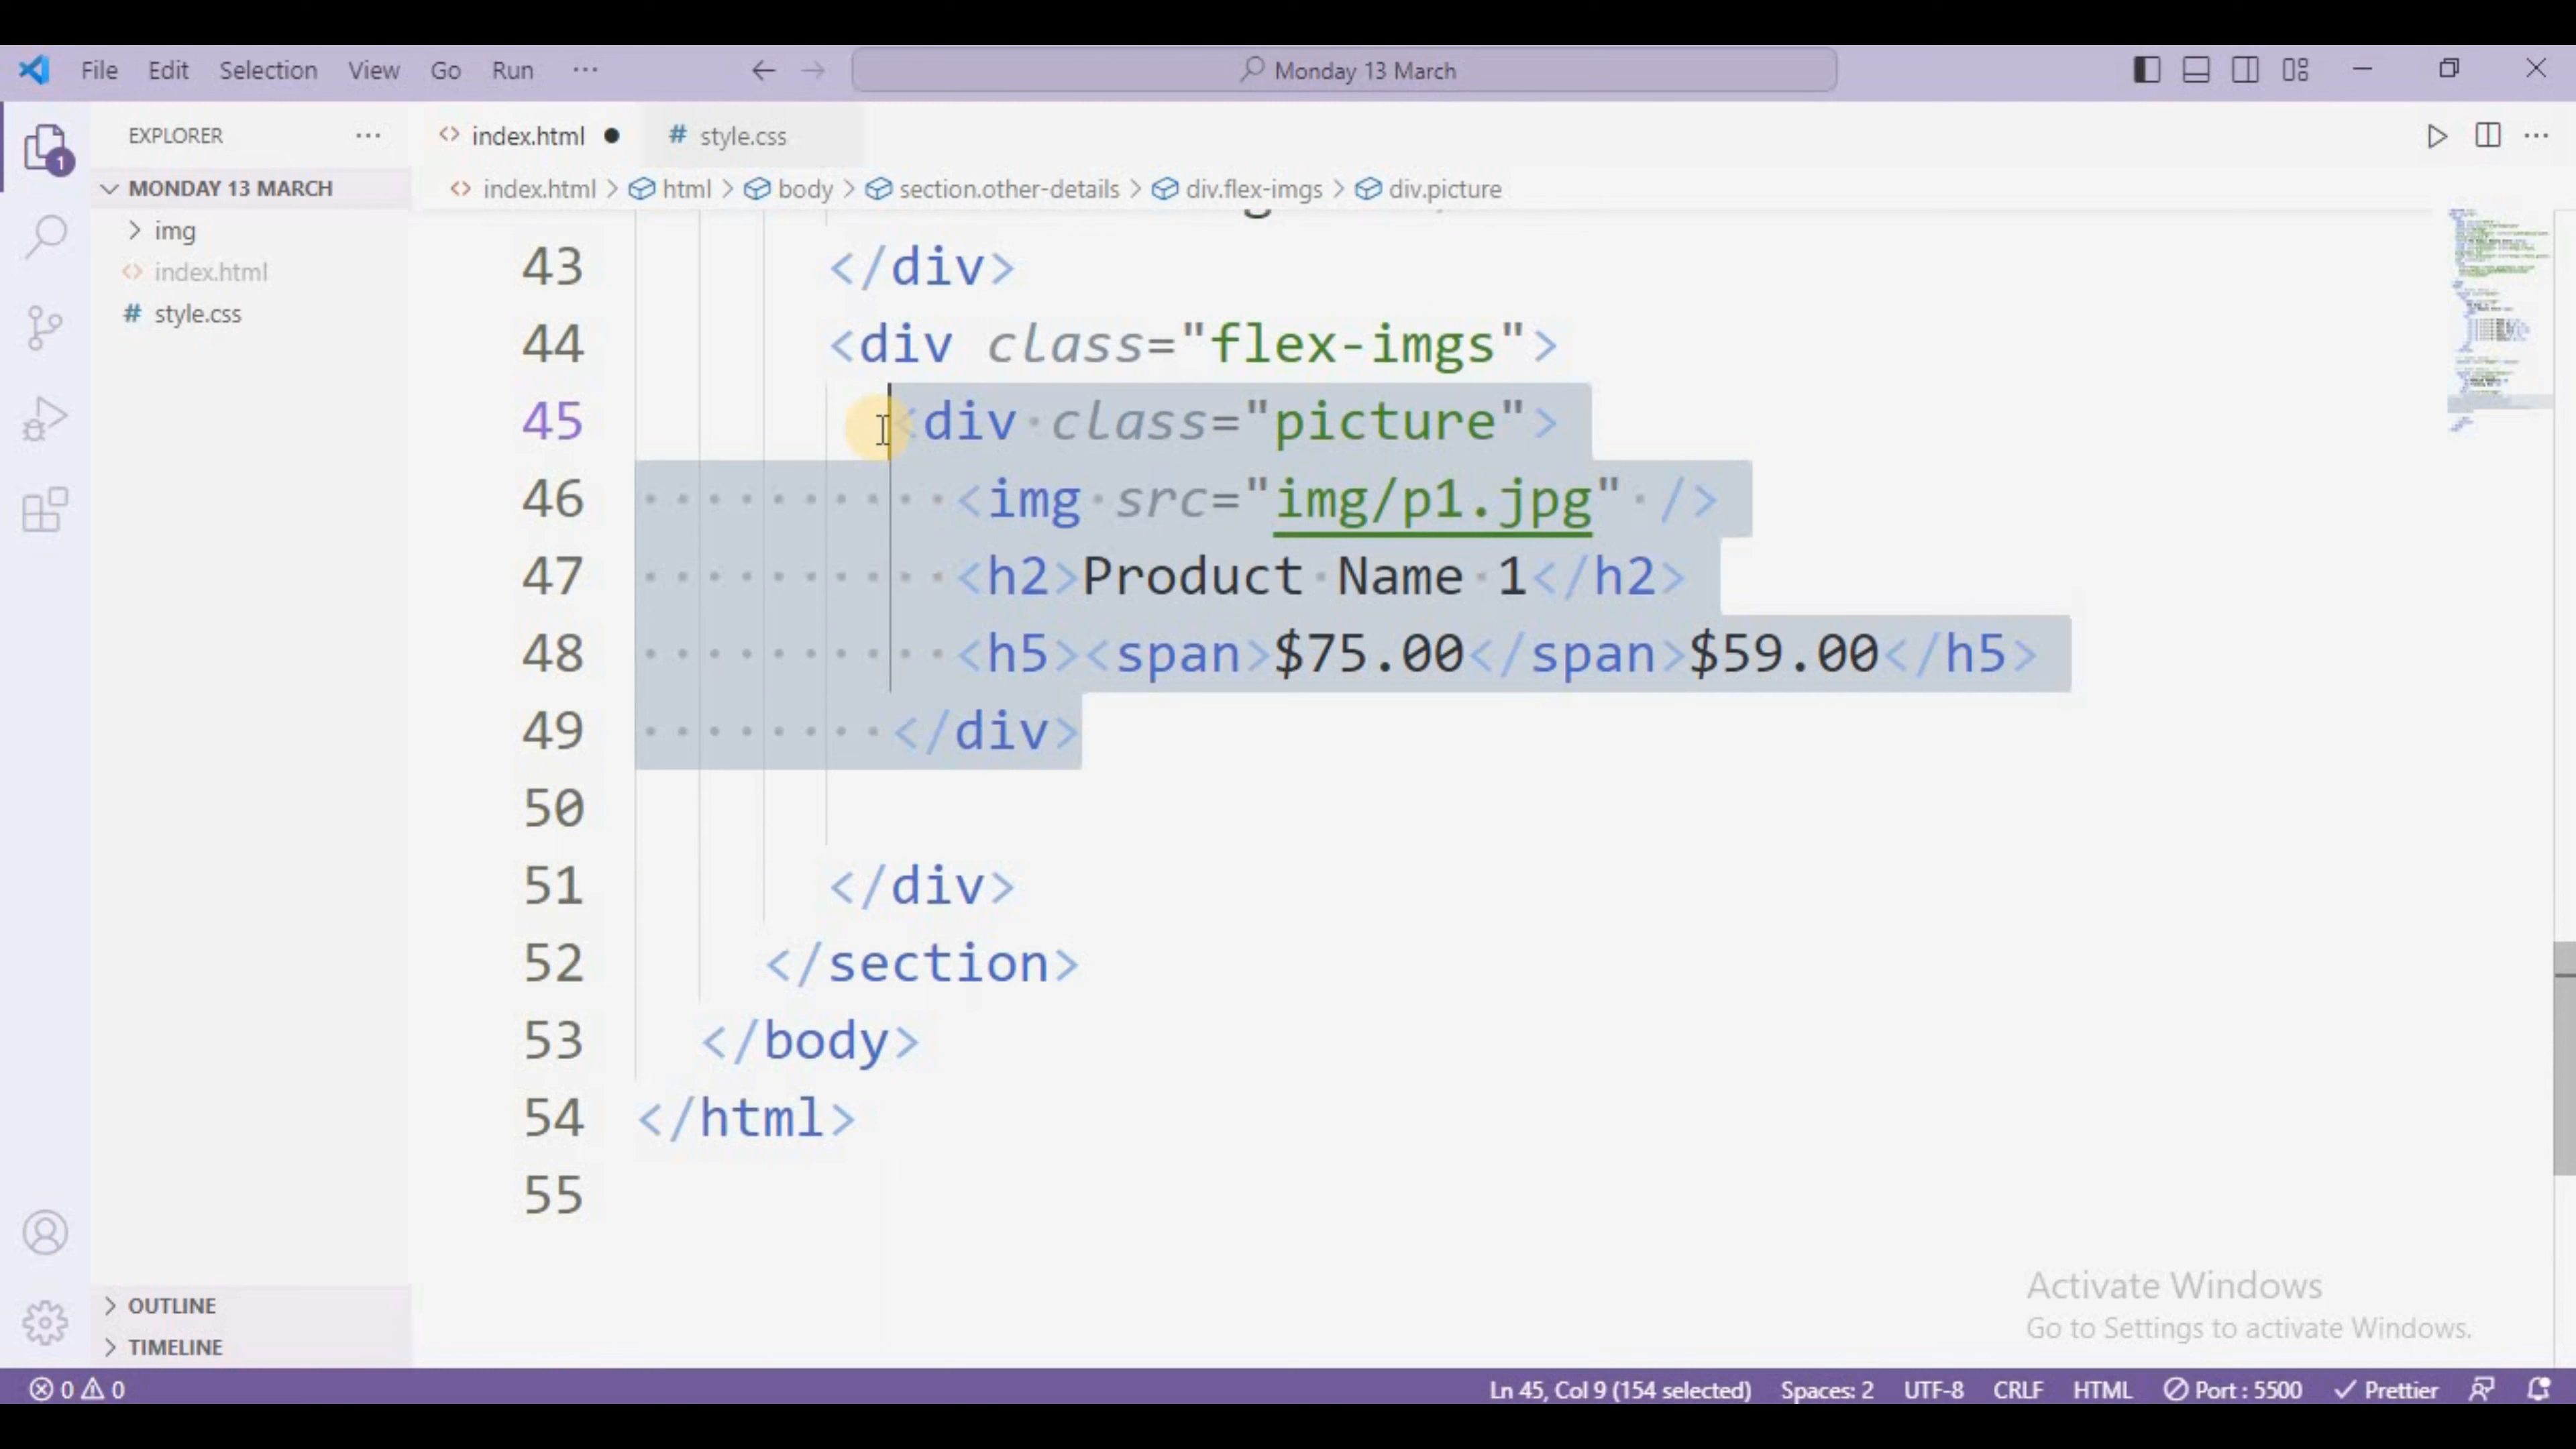 File Edit Selection View Go Run ··· Monday 13 March
EXPLORER ···
index.html
style.css
MONDAY 13 MARCH
index.html > html > body > section.other-details > div.flex-imgs > div.picture
img
index.html
style.css
43 </div>
44 <div class="flex-imgs">
45 <div class="picture">
46 <img src="img/p1.jpg" />
47 <h2>Product Name 1</h2>
48 <h5><span>$75.00</span>$59.00</h5>
49 </div>
50
51 </div>
52 </section>
53 </body>
54 </html>
55
1
OUTLINE
TIMELINE
Activate Windows
Go to Settings to activate Windows.
0 0 Ln 45, Col 9 (154 selected) Spaces: 2 UTF-8 CRLF HTML Port : 5500 Prettier